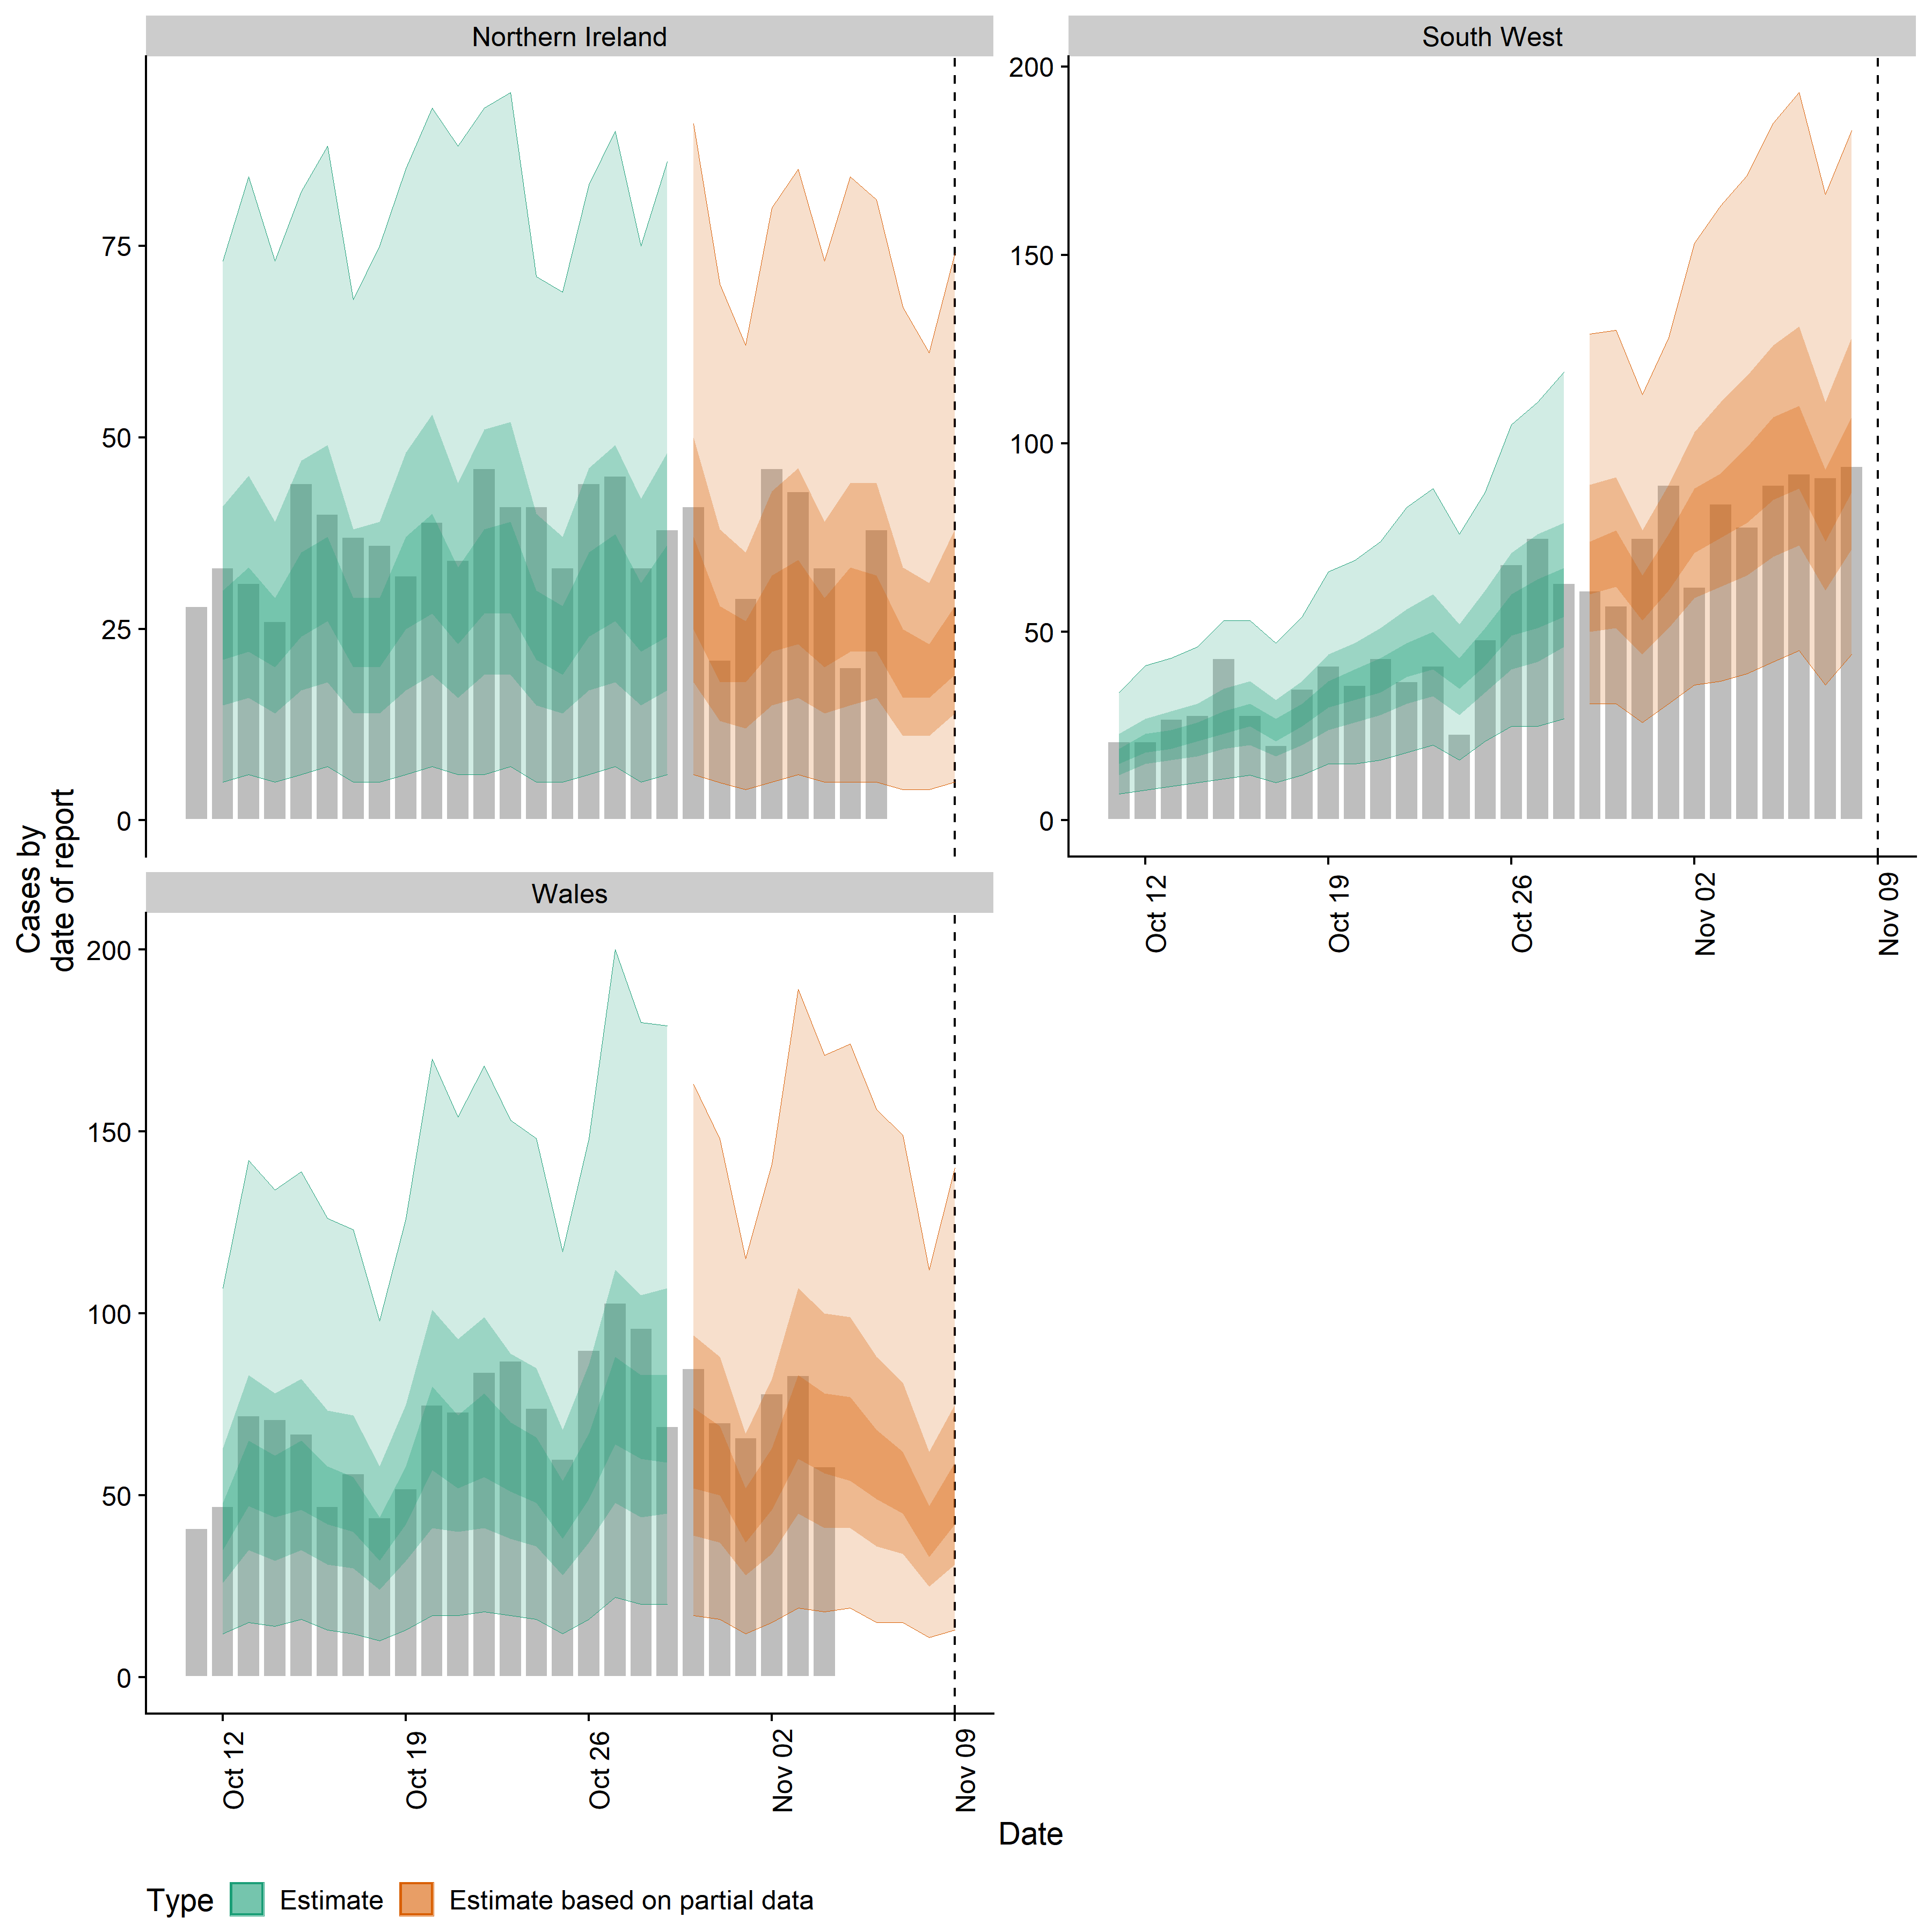 Northern Ireland
South West
75
50
25
0
200
150
100
50
0
Oct 12
Oct 19
Oct 26
Nov 02
Nov 09
Cases by
date of report
Wales
200
150
100
50
0
Oct 12
Oct 19
Oct 26
Nov 02
Nov 09
Date
Type Estimate Estimate based on partial data